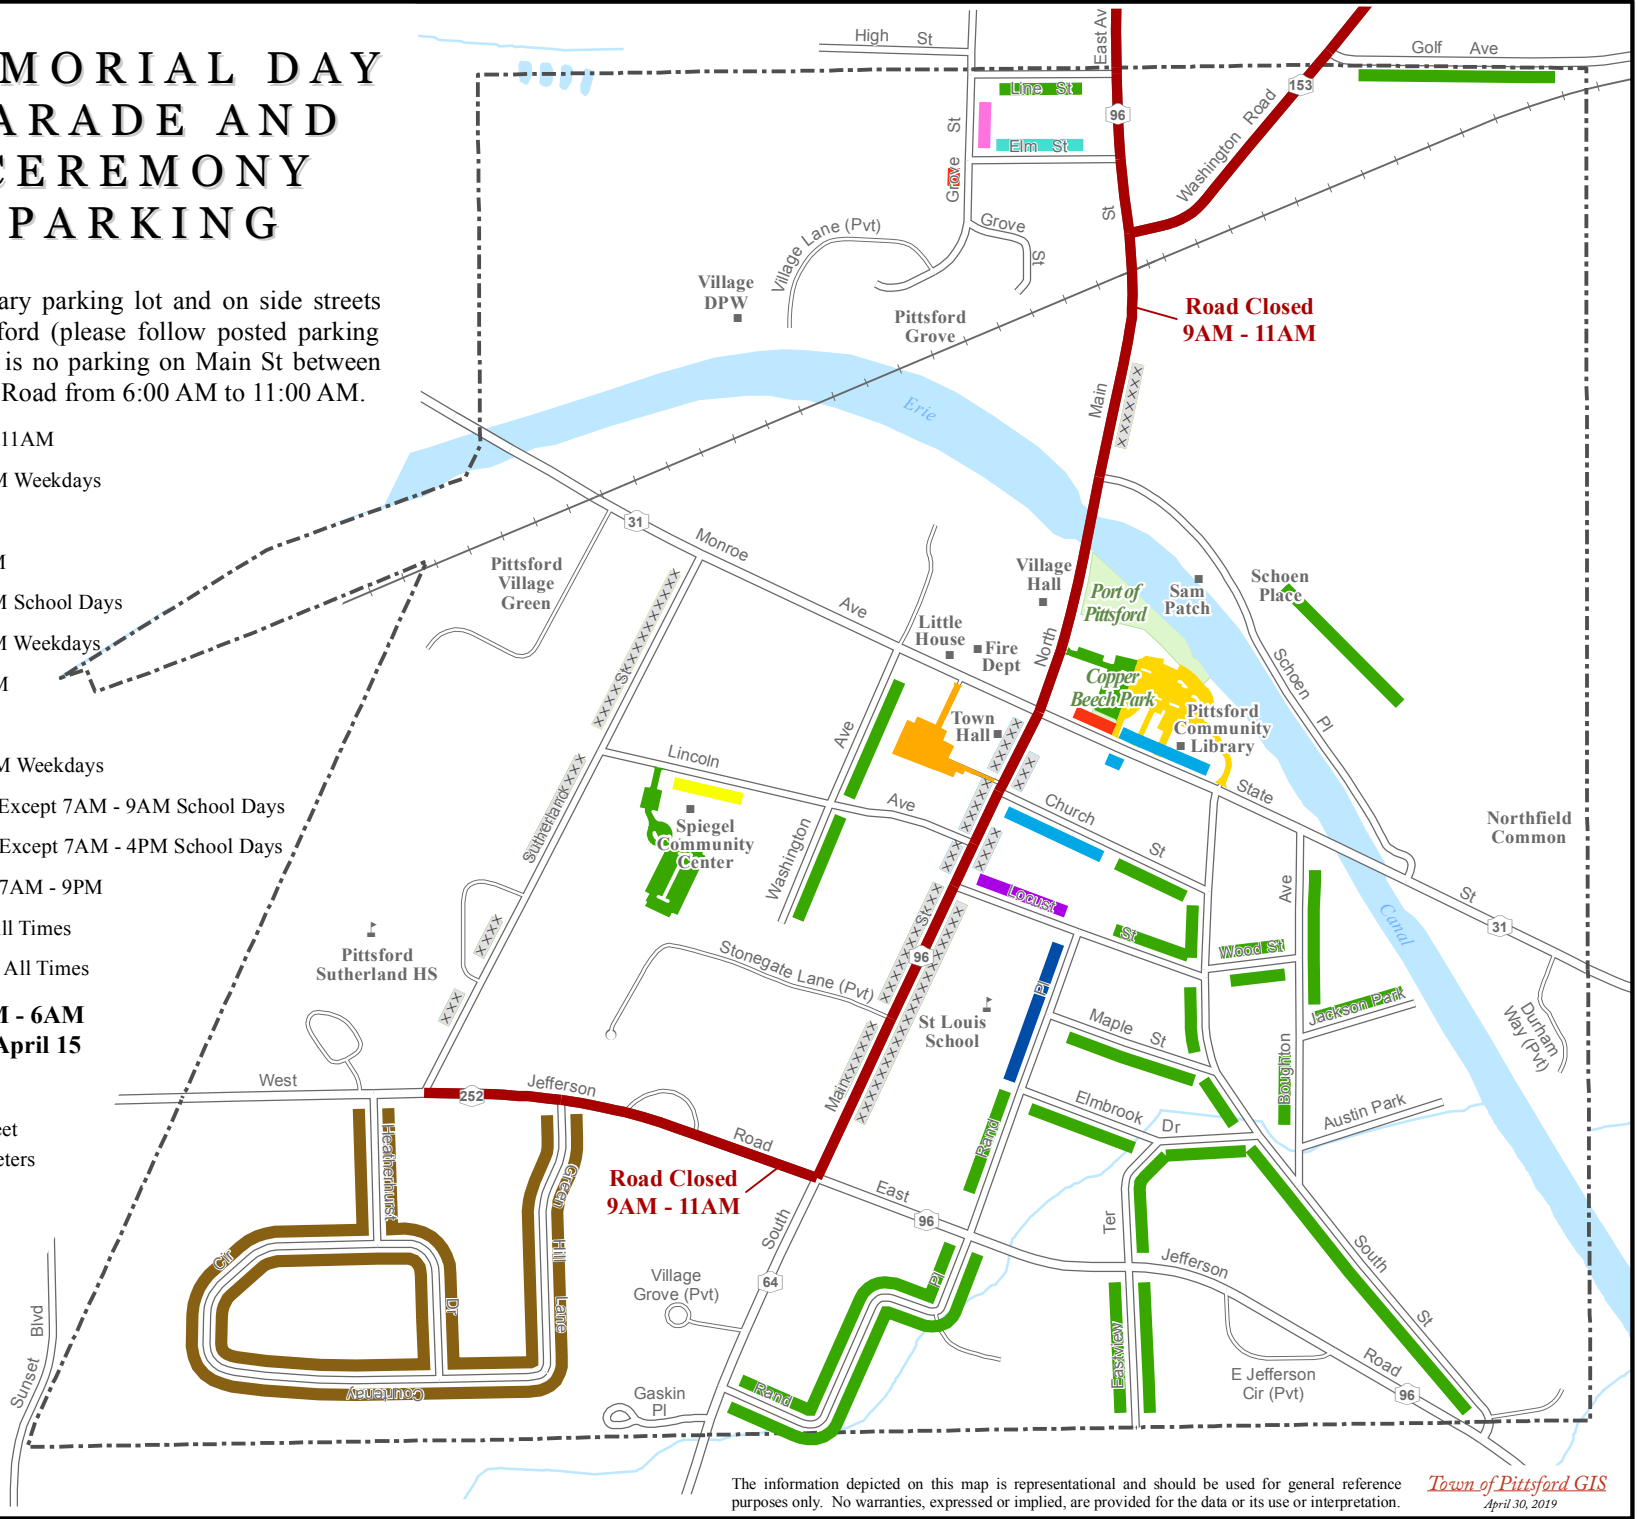 MORIAL DAY
ARADE AND
CEREMONY
PARKING
ary parking lot and on side streets
ford (please follow posted parking
is no parking on Main St between
Road from 6:00 AM to 11:00 AM.
11AM
M Weekdays
M
M School Days
M Weekdays
M
M Weekdays
Except 7AM - 9AM School Days
Except 7AM - 4PM School Days
7AM - 9PM
All Times
All Times
M - 6AM
April 15
eet
eters
High St
East Av
Golf Ave
Line St
96
153
Washington Road
Grove St
Elm St
St
Village Lane (Pvt)
Grove St
Village
DPW
Pittsford
Grove
Road Closed
9AM - 11AM
Erie
Main
31
Monroe
Ave
Pittsford
Village
Green
Village
Hall
Port of
Pittsford
Sam
Patch
Schoen
Place
Little
House
Fire
Dept
North
Schoen Pl
Copper
Beech Park
Pittsford
Community
Library
Town
Hall
St
Sutherland
Lincoln
Ave
Ave
Washington
Spiegel
Community
Center
Church
St
State
St
31
Northfield
Common
Canal
Locust
St
Wood St
Ave
Boughton
Jackson Park
Durham
Way (Pvt)
Pittsford
Sutherland HS
Stonegate Lane (Pvt)
St
96
Main
St Louis
School
Pl
Rand
Maple St
Elmbrook Dr
Austin Park
West
252
Jefferson
Road
Road Closed
9AM - 11AM
East
96
Jefferson
Road
96
Heatherhurst
Dr
Green
Hill
Lane
Cir
Courtenay
South
64
Village
Grove (Pvt)
Pl
Rand
Ter
Eastview
South
St
E Jefferson
Cir (Pvt)
Gaskin
Pl
Sunset Blvd
The information depicted on this map is representational and should be used for general reference
purposes only. No warranties, expressed or implied, are provided for the data or its use or interpretation.
Town of Pittsford GIS
April 30, 2019